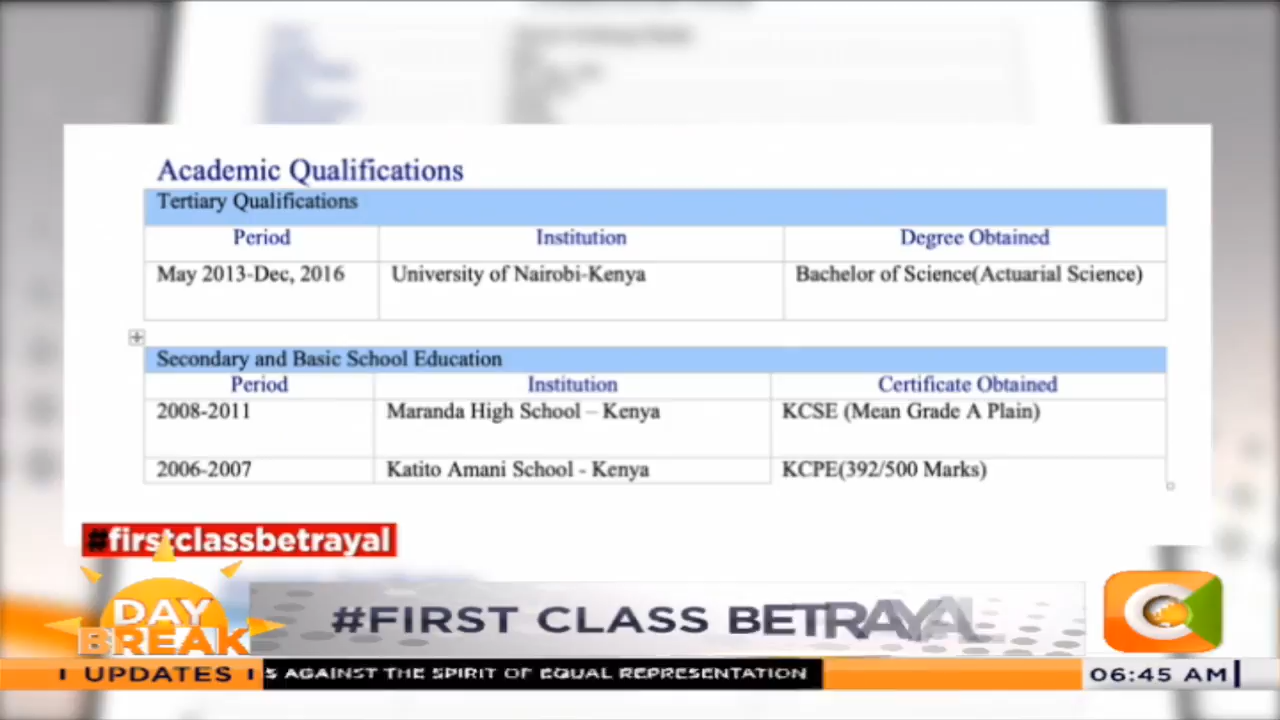 Academic Qualifications
Tertiary Qualifications
Period Institution Degree Obtained
May 2013-Dec, 2016 University of Nairobi-Kenya Bachelor of Science(Actuarial Science)
Secondary and Basic School Education
Period Institution Certificate Obtained
2008-2011 Maranda High School – Kenya KCSE (Mean Grade A Plain)
2006-2007 Katito Amani School - Kenya KCPE(392/500 Marks)
#firstclassbetrayal
DAY
BREAK
#FIRST CLASS BETRAYAL
UPDATES S AGAINST THE SPIRIT OF EQUAL REPRESENTATION 06:45 AM